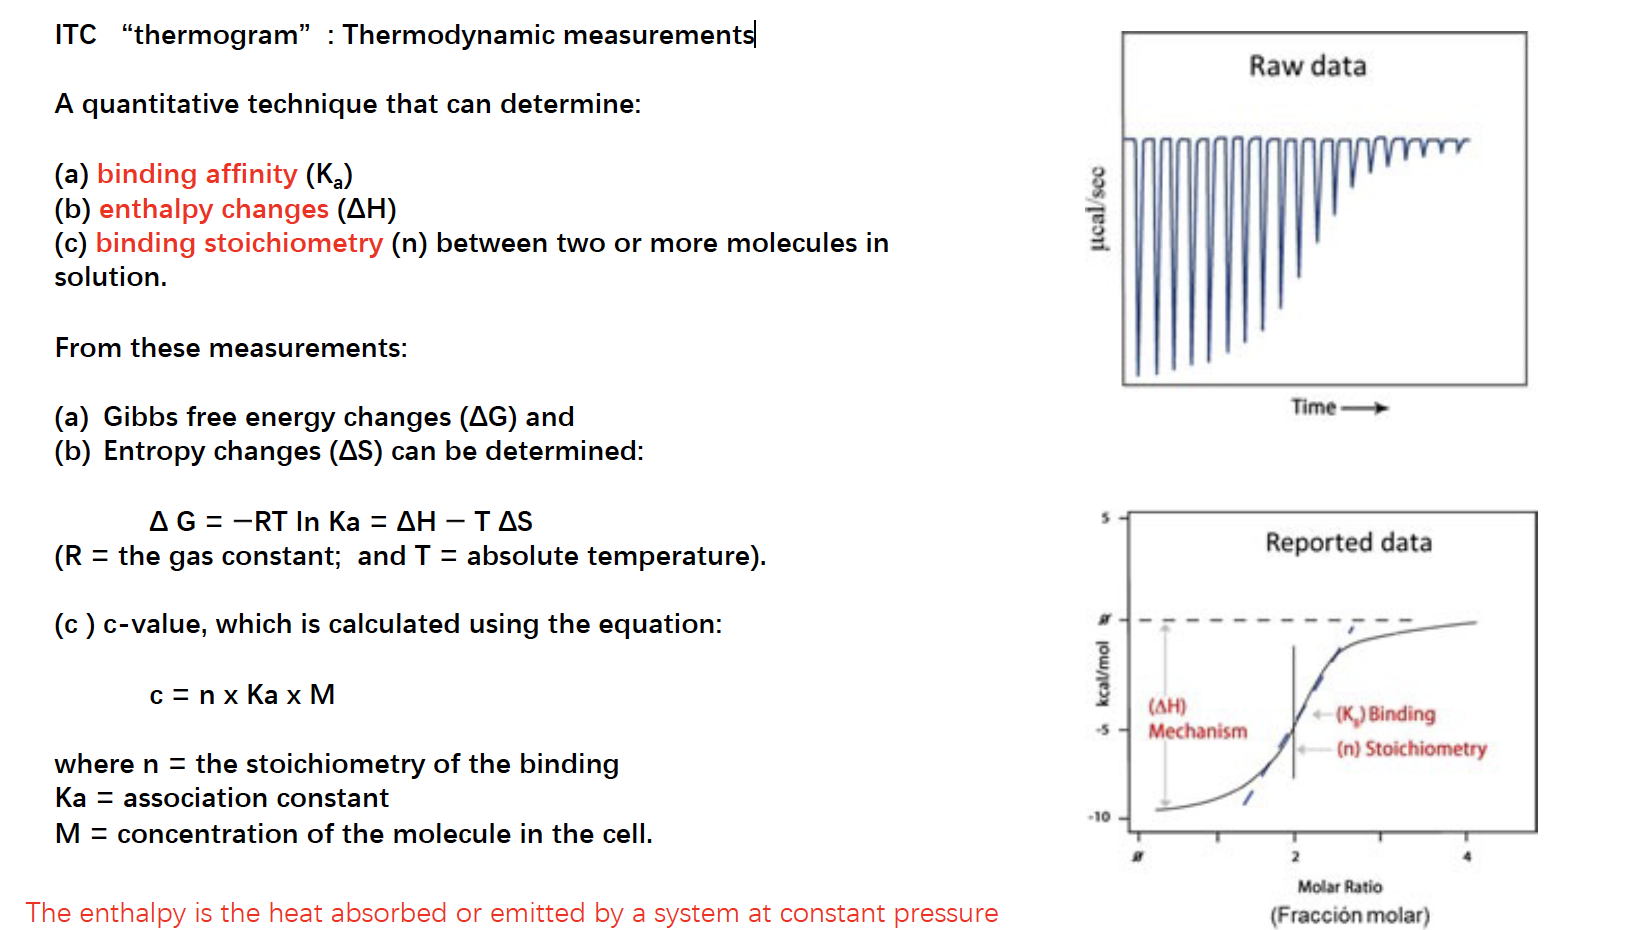 ITC “thermogram” : Thermodynamic measurements
A quantitative technique that can determine:
(a) binding affinity (Kₐ)
(b) enthalpy changes (ΔH)
(c) binding stoichiometry (n) between two or more molecules in
solution.
From these measurements:
(a) Gibbs free energy changes (ΔG) and
(b) Entropy changes (ΔS) can be determined:
Δ G = −RT ln Ka = ΔH − T ΔS
(R = the gas constant; and T = absolute temperature).
(c ) c-value, which is calculated using the equation:
c = n x Ka x M
where n = the stoichiometry of the binding
Ka = association constant
M = concentration of the molecule in the cell.
The enthalpy is the heat absorbed or emitted by a system at constant pressure
Raw data
µcal/sec
Time
Reported data
5
0
-5
-10
kcal/mol
(ΔH)
Mechanism
(Kₐ) Binding
(n) Stoichiometry
0
2
4
Molar Ratio
(Fracción molar)